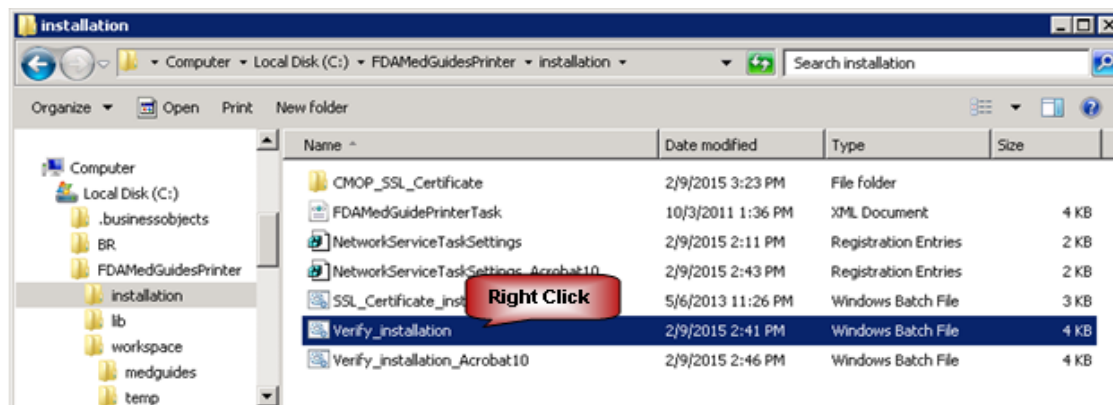 installation
Computer Local Disk (C:) FDAMedGuidesPrinter installation Search installation
Organize Open Print New folder
Name Date modified Type Size
Computer
Local Disk (C:)
.businessobjects
BR
FDAMedGuidesPrinter
installation
lib
workspace
medguides
temp
CMOP_SSL_Certificate 2/9/2015 3:23 PM File folder
FDAMedGuidePrinterTask 10/3/2011 1:36 PM XML Document 4 KB
NetworkServiceTaskSettings 2/9/2015 2:11 PM Registration Entries 2 KB
NetworkServiceTaskSettings_Acrobat10 2/9/2015 2:43 PM Registration Entries 2 KB
SSL_Certificate_inst 5/6/2013 11:26 PM Windows Batch File 3 KB
Right Click
Verify_installation 2/9/2015 2:41 PM Windows Batch File 4 KB
Verify_installation_Acrobat10 2/9/2015 2:46 PM Windows Batch File 4 KB